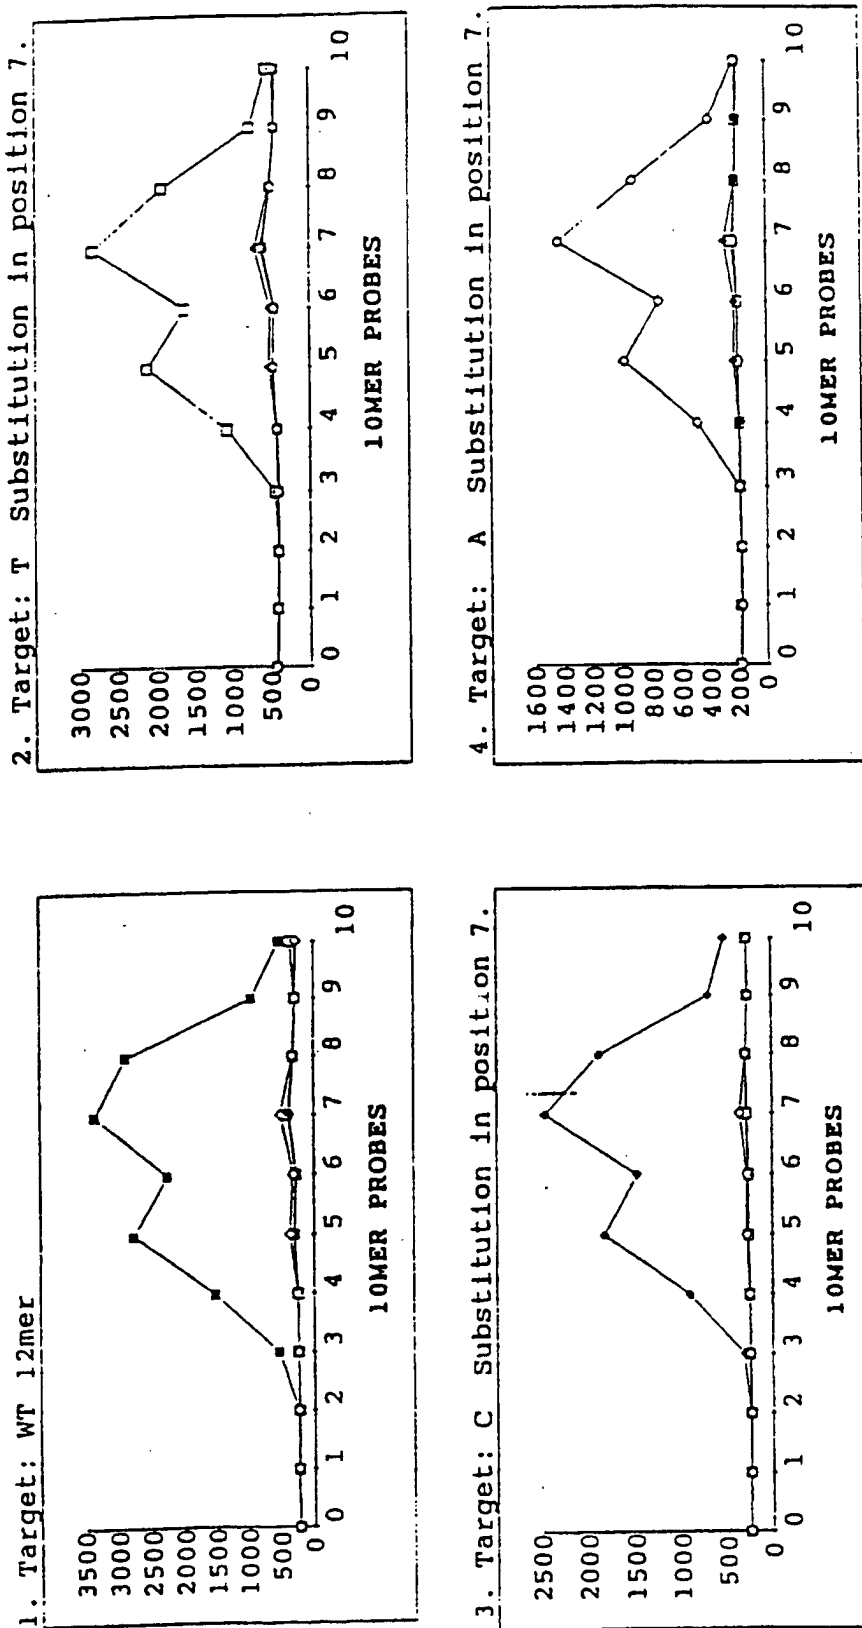 1. Target: WT 12mer
3500
3000
2500
2000
1500
1000
500
0
0 1 2 3 4 5 6 7 8 9 10
10MER PROBES
2. Target: T Substitution in position 7.
3000
2500
2000
1500
1000
500
0
0 1 2 3 4 5 6 7 8 9 10
10MER PROBES
3. Target: C Substitution in position 7.
2500
2000
1500
1000
500
0
0 1 2 3 4 5 6 7 8 9 10
10MER PROBES
4. Target: A Substitution in position 7.
1600
1400
1200
1000
800
600
400
200
0
0 1 2 3 4 5 6 7 8 9 10
10MER PROBES